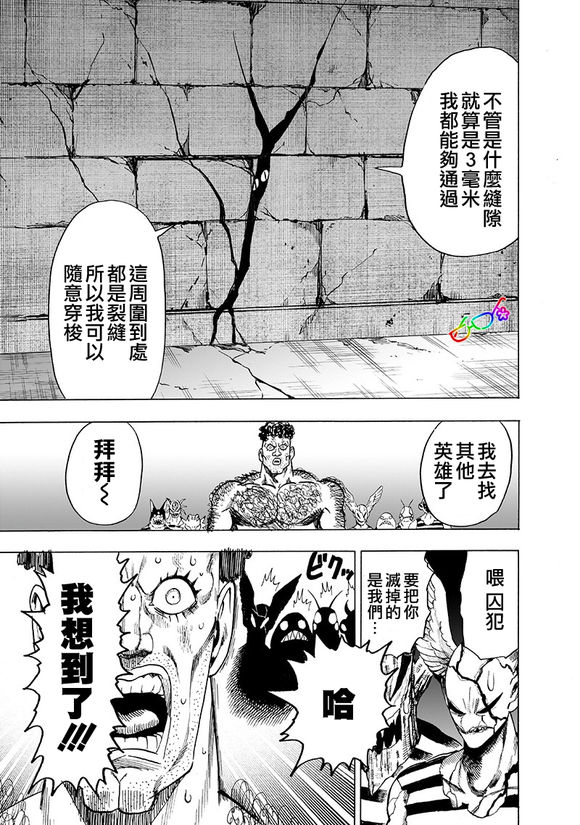 不管是什麼縫隙
就算是3毫米
我都能夠通過
這周圍到處
都是裂縫
所以我可以
隨意穿梭
我去找
其他
英雄了
拜拜~
喂 囚犯
要把你
滅掉的
是我們…
ビクッ
哈
我想到了!!!